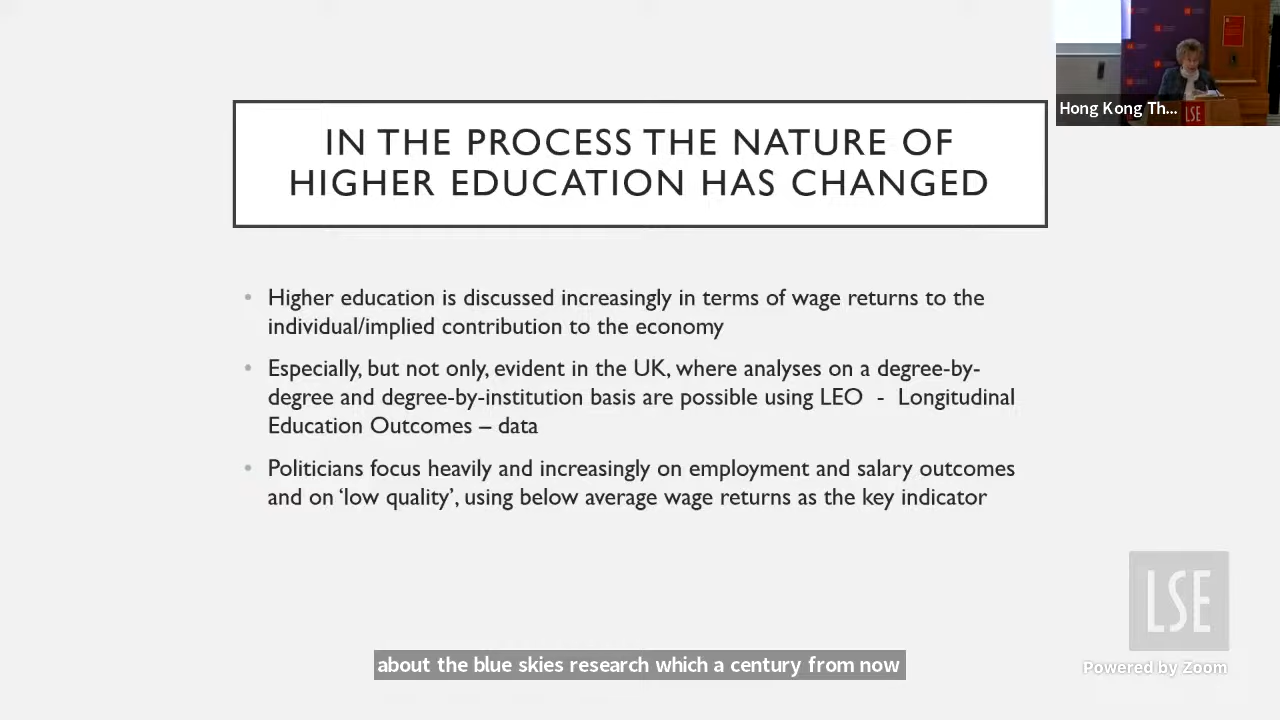 Hong Kong Th...
LSE
IN THE PROCESS THE NATURE OF
HIGHER EDUCATION HAS CHANGED
• Higher education is discussed increasingly in terms of wage returns to the
individual/implied contribution to the economy
• Especially, but not only, evident in the UK, where analyses on a degree-by-
degree and degree-by-institution basis are possible using LEO - Longitudinal
Education Outcomes – data
• Politicians focus heavily and increasingly on employment and salary outcomes
and on ‘low quality’, using below average wage returns as the key indicator
LSE
about the blue skies research which a century from now
Powered by Zoom